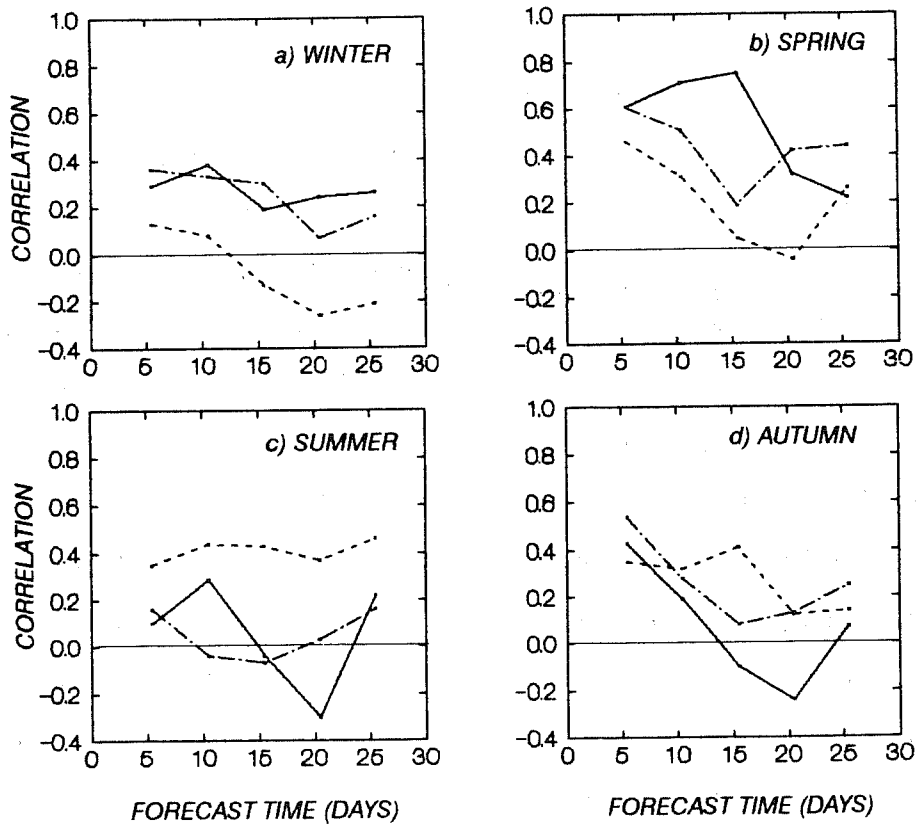 a) WINTER
CORRELATION
1.0
0.8
0.6
0.4
0.2
0.0
−0.2
−0.4
0 5 10 15 20 25 30
b) SPRING
1.0
0.8
0.6
0.4
0.2
0.0
−0.2
−0.4
0 5 10 15 20 25 30
c) SUMMER
CORRELATION
1.0
0.8
0.6
0.4
0.2
0.0
−0.2
−0.4
0 5 10 15 20 25 30
FORECAST TIME (DAYS)
d) AUTUMN
1.0
0.8
0.6
0.4
0.2
0.0
−0.2
−0.4
0 5 10 15 20 25 30
FORECAST TIME (DAYS)